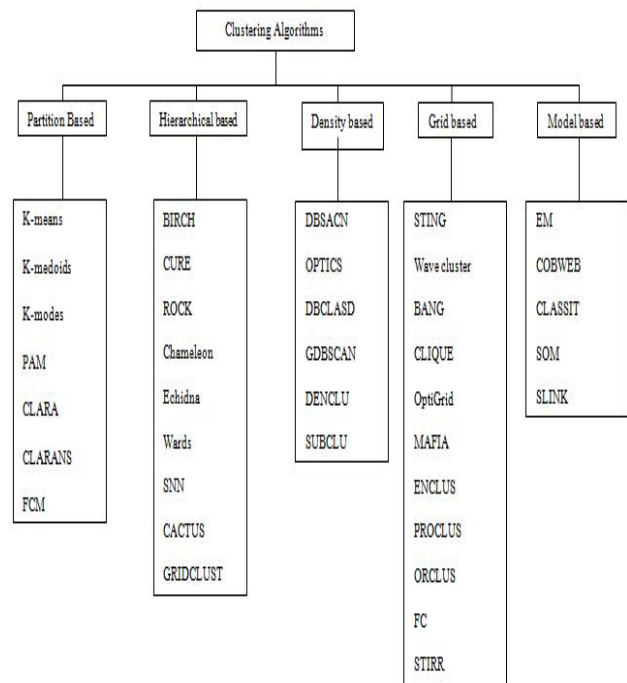 Clustering Algorithms
Partition Based
Hierarchical based
Density based
Grid based
Model based
K-means
K-medoids
K-modes
PAM
CLARA
CLARANS
FCM
BIRCH
CURE
ROCK
Chameleon
Echidna
Wards
SNN
CACTUS
GRIDCLUST
DBSACN
OPTICS
DBCLASD
GDBSCAN
DENCLU
SUBCLU
STING
Wave cluster
BANG
CLIQUE
OptiGrid
MAFIA
ENCLUS
PROCLUS
ORCLUS
FC
STIRR
EM
COBWEB
CLASSIT
SOM
SLINK